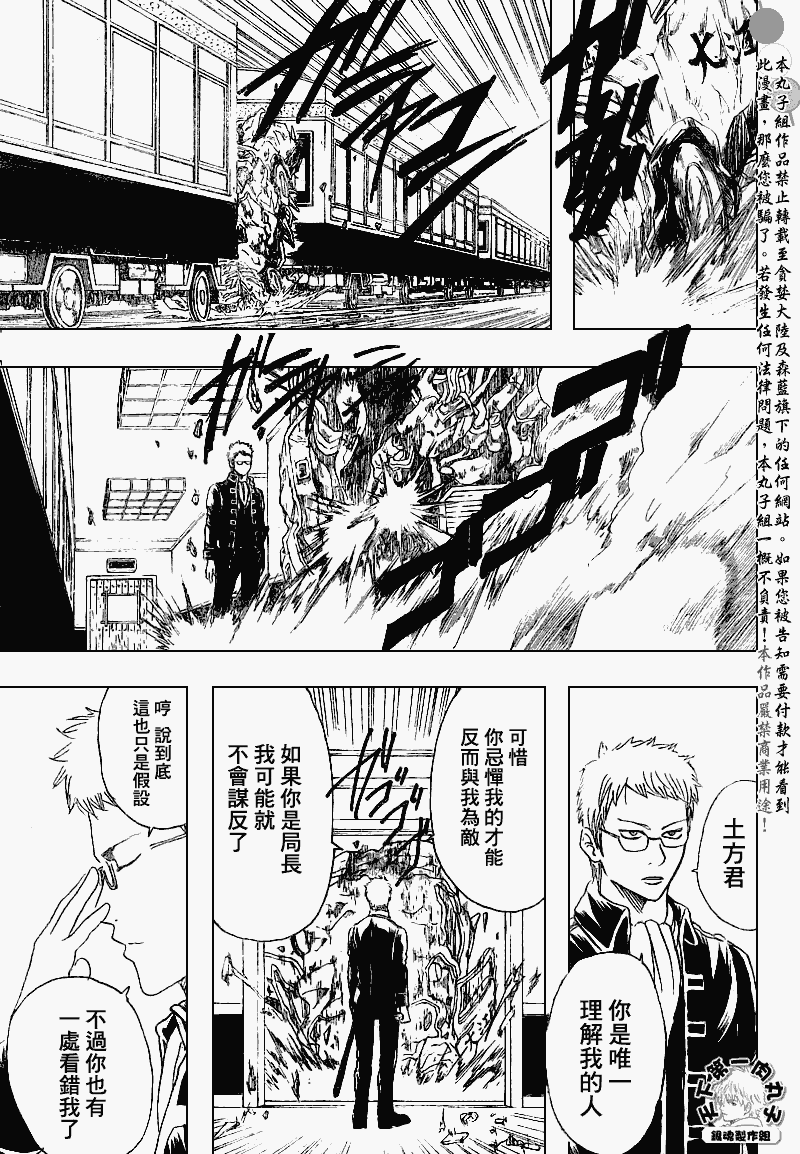 土方君
你是唯一
理解我的人
可惜
你忌憚我的才能
反而與我為敵
如果你是局長
我可能就
不會謀反了
哼 說到底
這也只是假設
不過你也有
一處看錯我了
本丸子組作品禁止轉載至貪婪大陸及森藍旗下的任何網站。如果您被告知需要付款才能看到
此漫畫，那麼您被騙了。若發生任何法律問題，本丸子組一概不負責！本作品嚴禁商業用途！
天下第一肉丸子
銀魂製作組